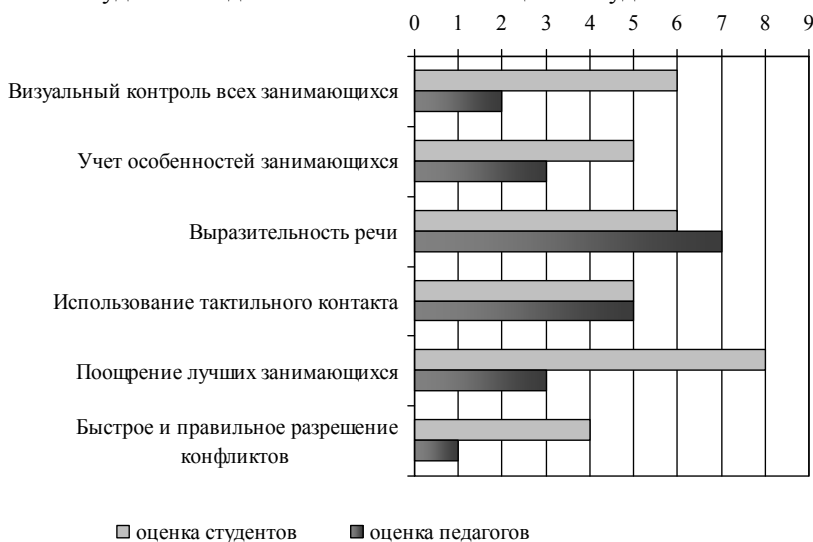 0 1 2 3 4 5 6 7 8 9
Визуальный контроль всех занимающихся
Учет особенностей занимающихся
Выразительность речи
Использование тактильного контакта
Поощрение лучших занимающихся
Быстрое и правильное разрешение
конфликтов
оценка студентов оценка педагогов